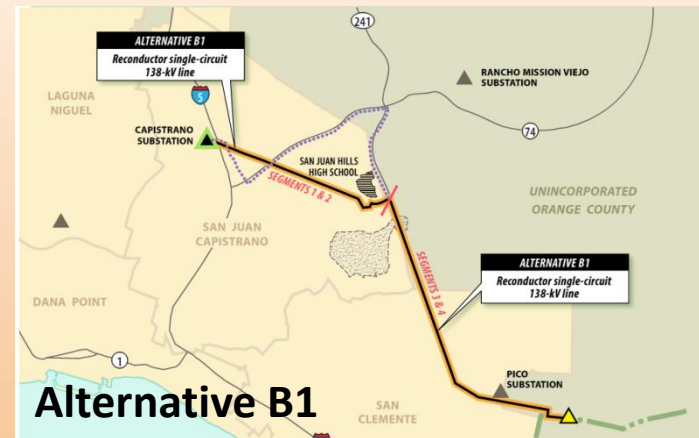 241
ALTERNATIVE B1
Reconductor single-circuit
138-kV line
RANCHO MISSION VIEJO
SUBSTATION
LAGUNA
NIGUEL
5
74
CAPISTRANO
SUBSTATION
SAN JUAN HILLS
HIGH SCHOOL
SEGMENTS 1 & 2
UNINCORPORATED
ORANGE COUNTY
SAN JUAN
CAPISTRANO
ALTERNATIVE B1
Reconductor single-circuit
138-kV line
SEGMENTS 3 & 4
DANA POINT
1
PICO
SUBSTATION
Alternative B1
SAN
CLEMENTE